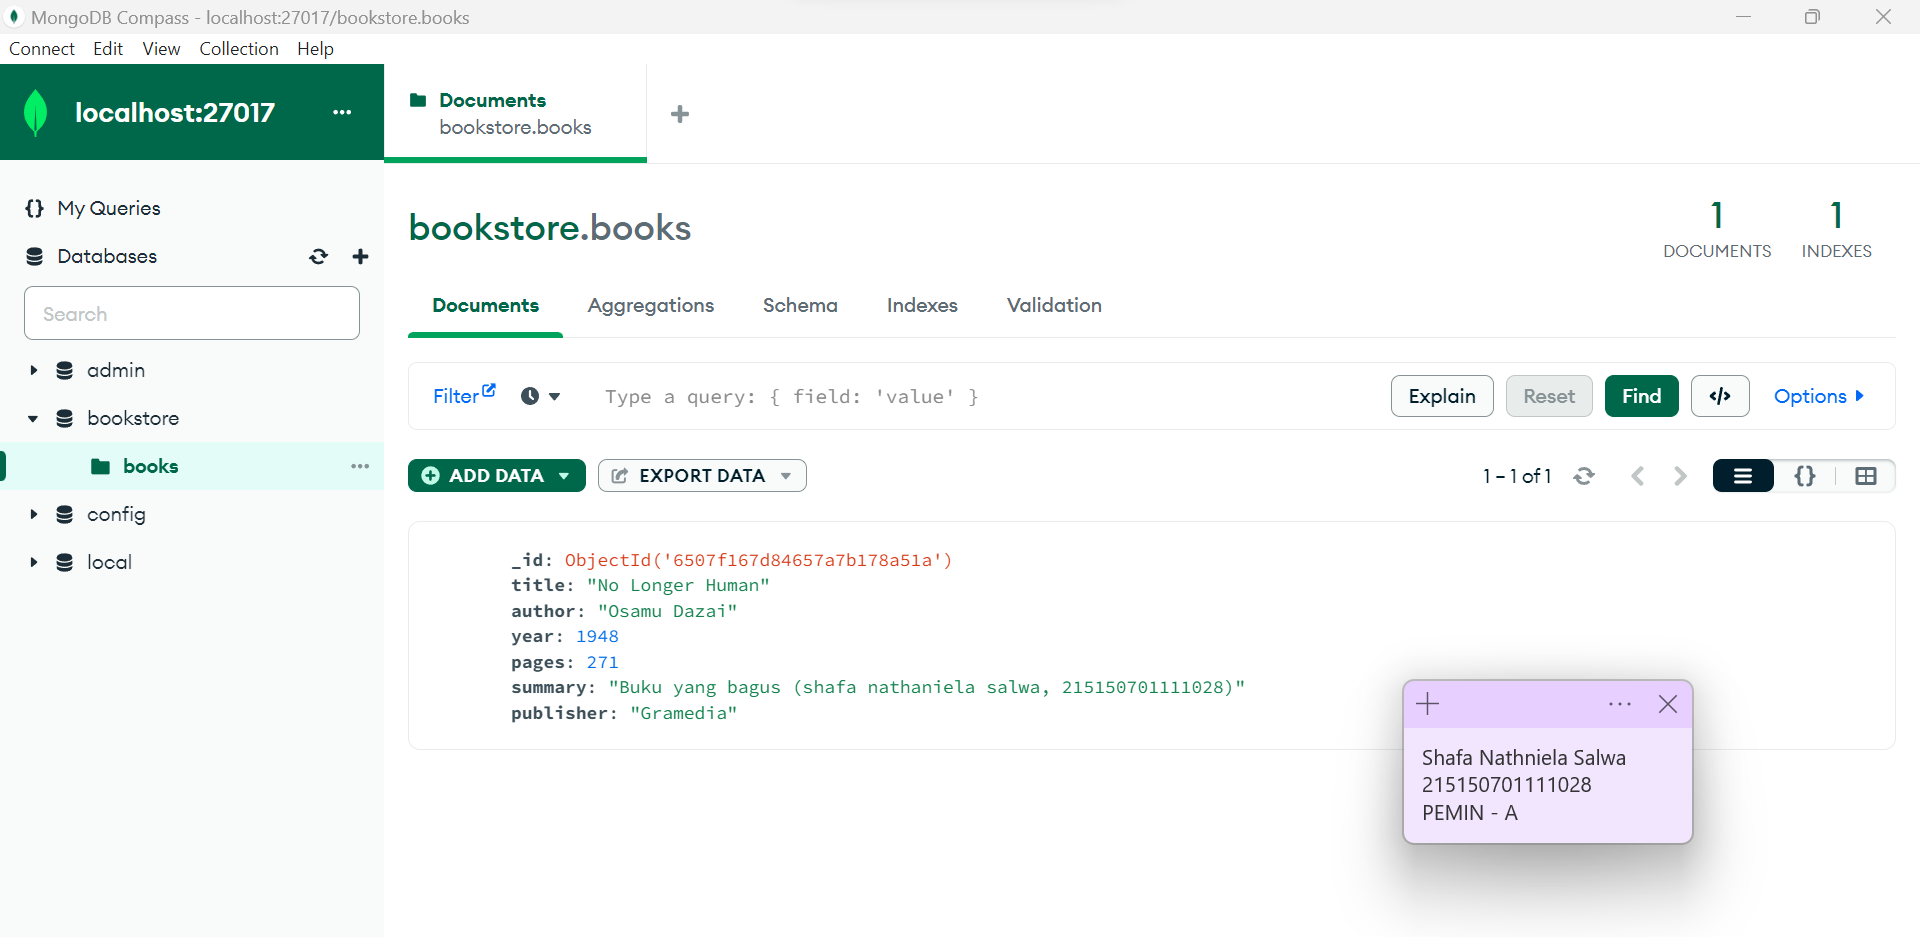 MongoDB Compass - localhost:27017/bookstore.books
Connect Edit View Collection Help
localhost:27017 ...
Documents
bookstore.books
+
{} My Queries
Databases
Search
admin
bookstore
books ...
config
local
bookstore.books
1 DOCUMENTS
1 INDEXES
Documents Aggregations Schema Indexes Validation
Filter Type a query: { field: 'value' } Explain Reset Find </> Options
ADD DATA EXPORT DATA 1 – 1 of 1 {}
_id: ObjectId('6507f167d84657a7b178a51a')
title: "No Longer Human"
author: "Osamu Dazai"
year: 1948
pages: 271
summary: "Buku yang bagus (shafa nathaniela salwa, 215150701111028)"
publisher: "Gramedia"
Shafa Nathniela Salwa
215150701111028
PEMIN - A